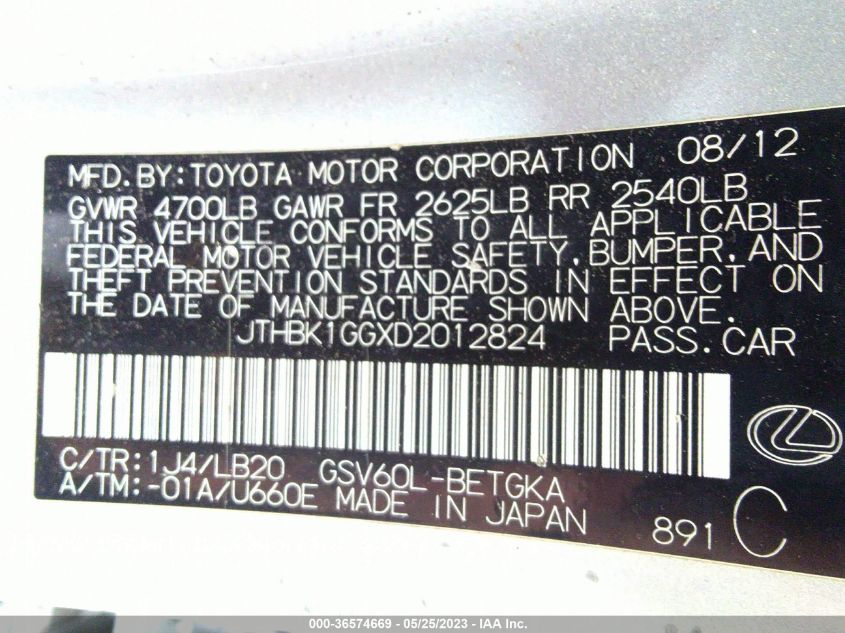 MFD.BY:TOYOTA MOTOR CORPORATION 08/12
GVWR 4700LB GAWR FR 2625LB RR 2540LB
THIS VEHICLE CONFORMS TO ALL APPLICABLE
FEDERAL MOTOR VEHICLE SAFETY,BUMPER,AND
THEFT PREVENTION STANDARDS IN EFFECT ON
THE DATE OF MANUFACTURE SHOWN ABOVE.
JTHBK1GGXD2012824 PASS.CAR
C/TR:1J4/LB20 GSV60L-BETGKA
A/TM:-01A/U660E MADE IN JAPAN
891 C
000-36574669 - 05/25/2023 - IAA Inc.